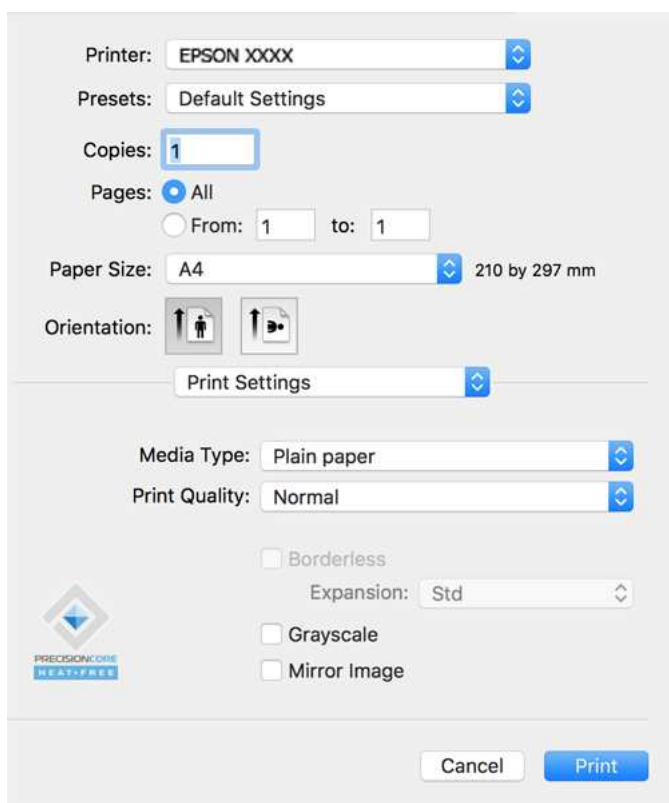 Printer: EPSON XXXX
Presets: Default Settings
Copies: 1
Pages: All
From: 1 to: 1
Paper Size: A4 210 by 297 mm
Orientation:
Print Settings
Media Type: Plain paper
Print Quality: Normal
Borderless
Expansion: Std
Grayscale
PRECISIONCORE
HEAT-FREE
Mirror Image
Cancel Print